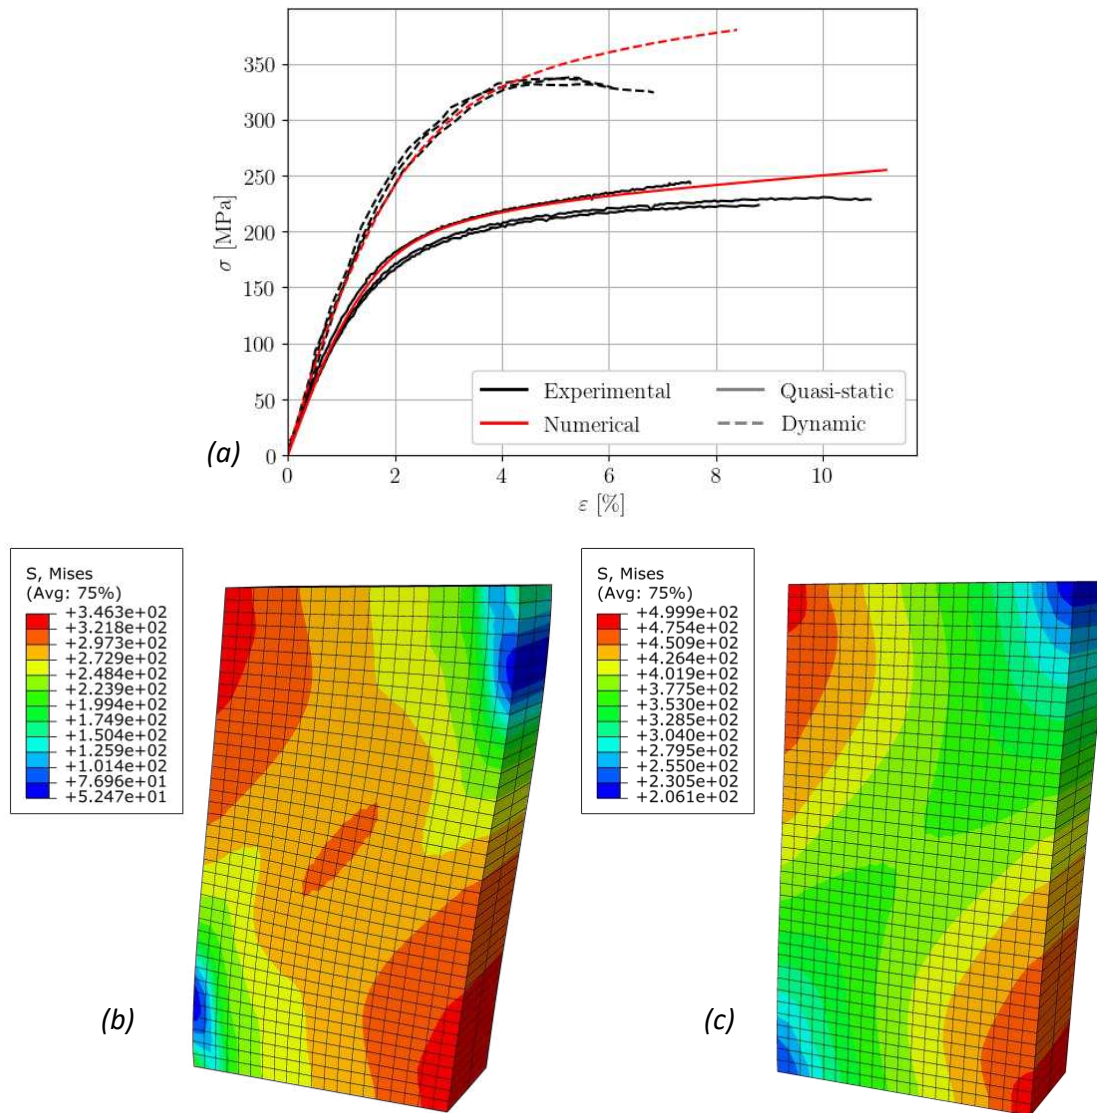 350
300
250
200
150
100
50
0
σ [MPa]
Experimental
Quasi-static
Numerical
Dynamic
(a)
0 2 4 6 8 10
ε [%]
S, Mises
(Avg: 75%)
+3.463e+02
+3.218e+02
+2.973e+02
+2.729e+02
+2.484e+02
+2.239e+02
+1.994e+02
+1.749e+02
+1.504e+02
+1.259e+02
+1.014e+02
+7.696e+01
+5.247e+01
(b)
S, Mises
(Avg: 75%)
+4.999e+02
+4.754e+02
+4.509e+02
+4.264e+02
+4.019e+02
+3.775e+02
+3.530e+02
+3.285e+02
+3.040e+02
+2.795e+02
+2.550e+02
+2.305e+02
+2.061e+02
(c)